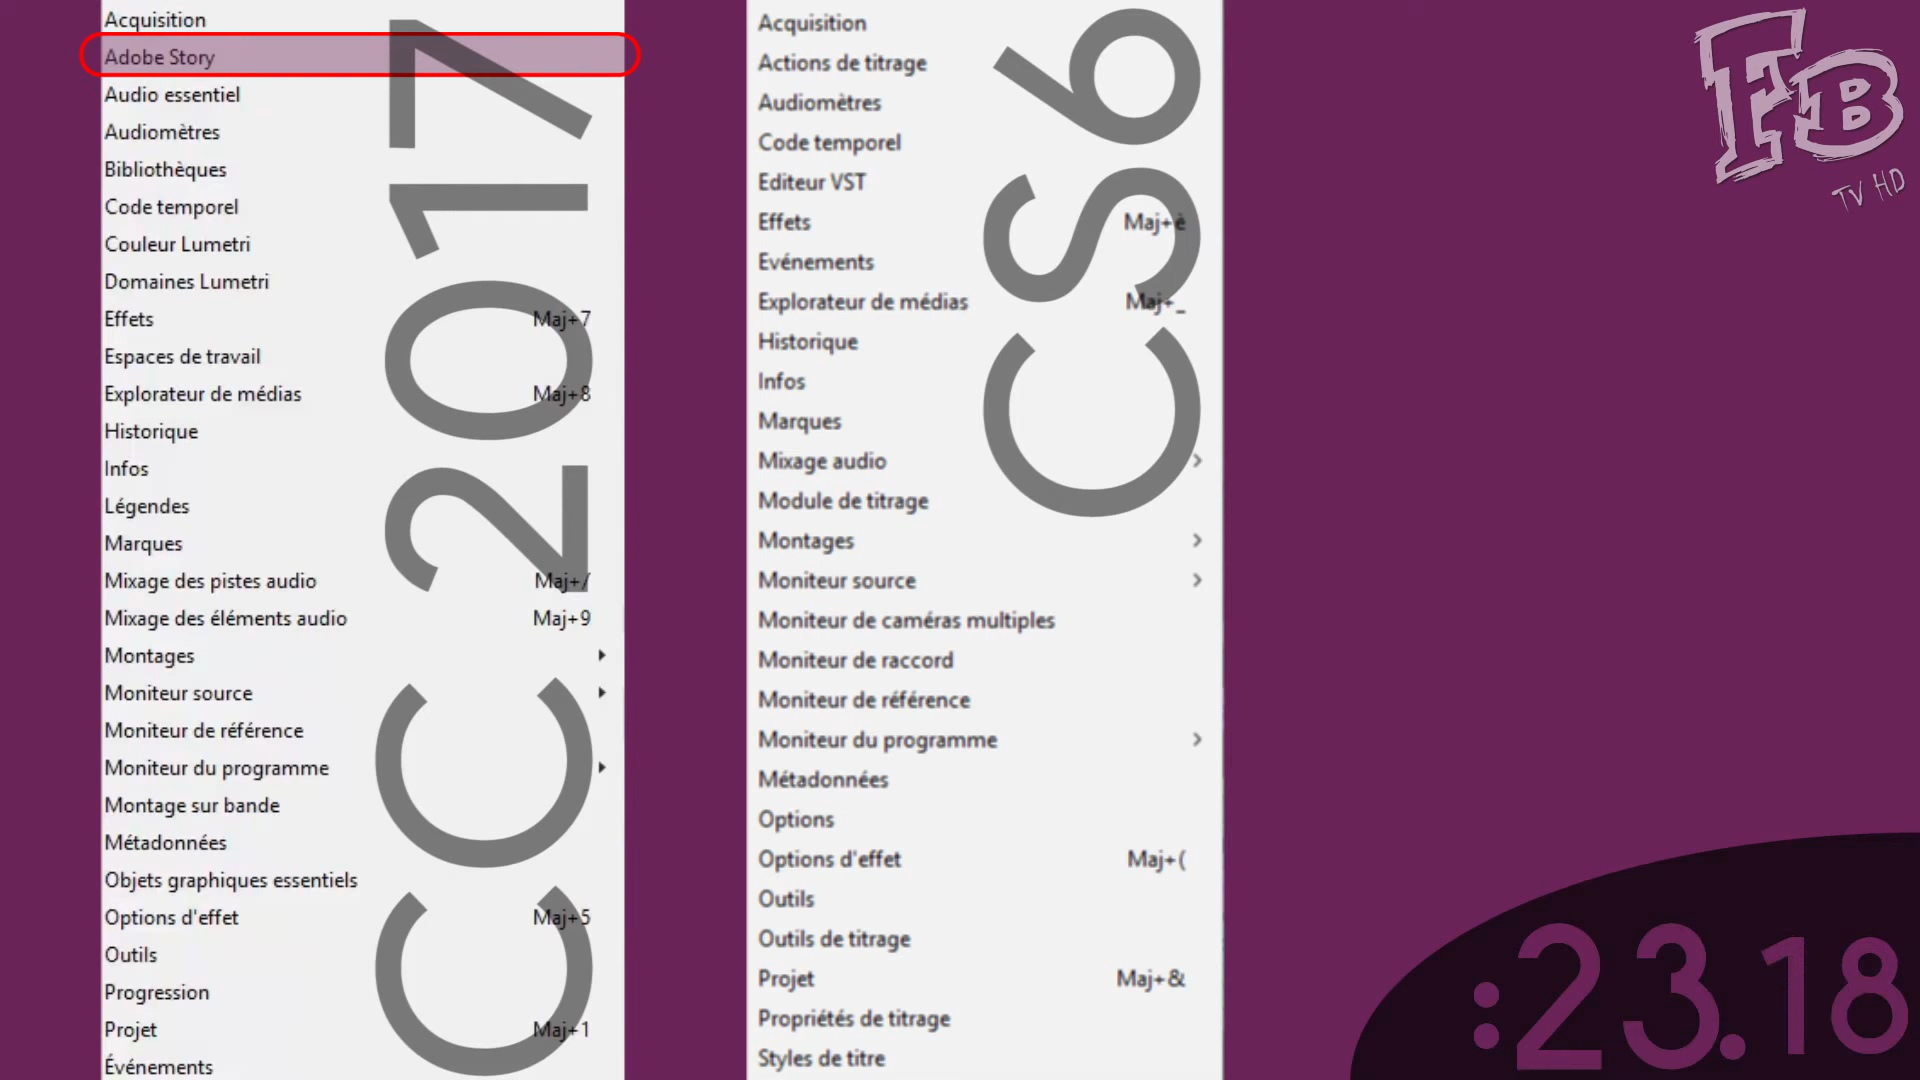 Acquisition
Adobe Story
Audio essentiel
Audiomètres
Bibliothèques
Code temporel
Couleur Lumetri
Domaines Lumetri
Effets Maj+7
Espaces de travail
Explorateur de médias Maj+8
Historique
Infos
Légendes
Marques
Mixage des pistes audio Maj+/
Mixage des éléments audio Maj+9
Montages
Moniteur source
Moniteur de référence
Moniteur du programme
Montage sur bande
Métadonnées
Objets graphiques essentiels
Options d'effet Maj+5
Outils
Progression
Projet Maj+1
Événements
CC 2017
Acquisition
Actions de titrage
Audiomètres
Code temporel
Editeur VST
Effets Maj+è
Evénements
Explorateur de médias Maj+_
Historique
Infos
Marques
Mixage audio
Module de titrage
Montages
Moniteur source
Moniteur de caméras multiples
Moniteur de raccord
Moniteur de référence
Moniteur du programme
Métadonnées
Options
Options d'effet Maj+(
Outils
Outils de titrage
Projet Maj+&
Propriétés de titrage
Styles de titre
CS6
FB
TV HD
:23.18